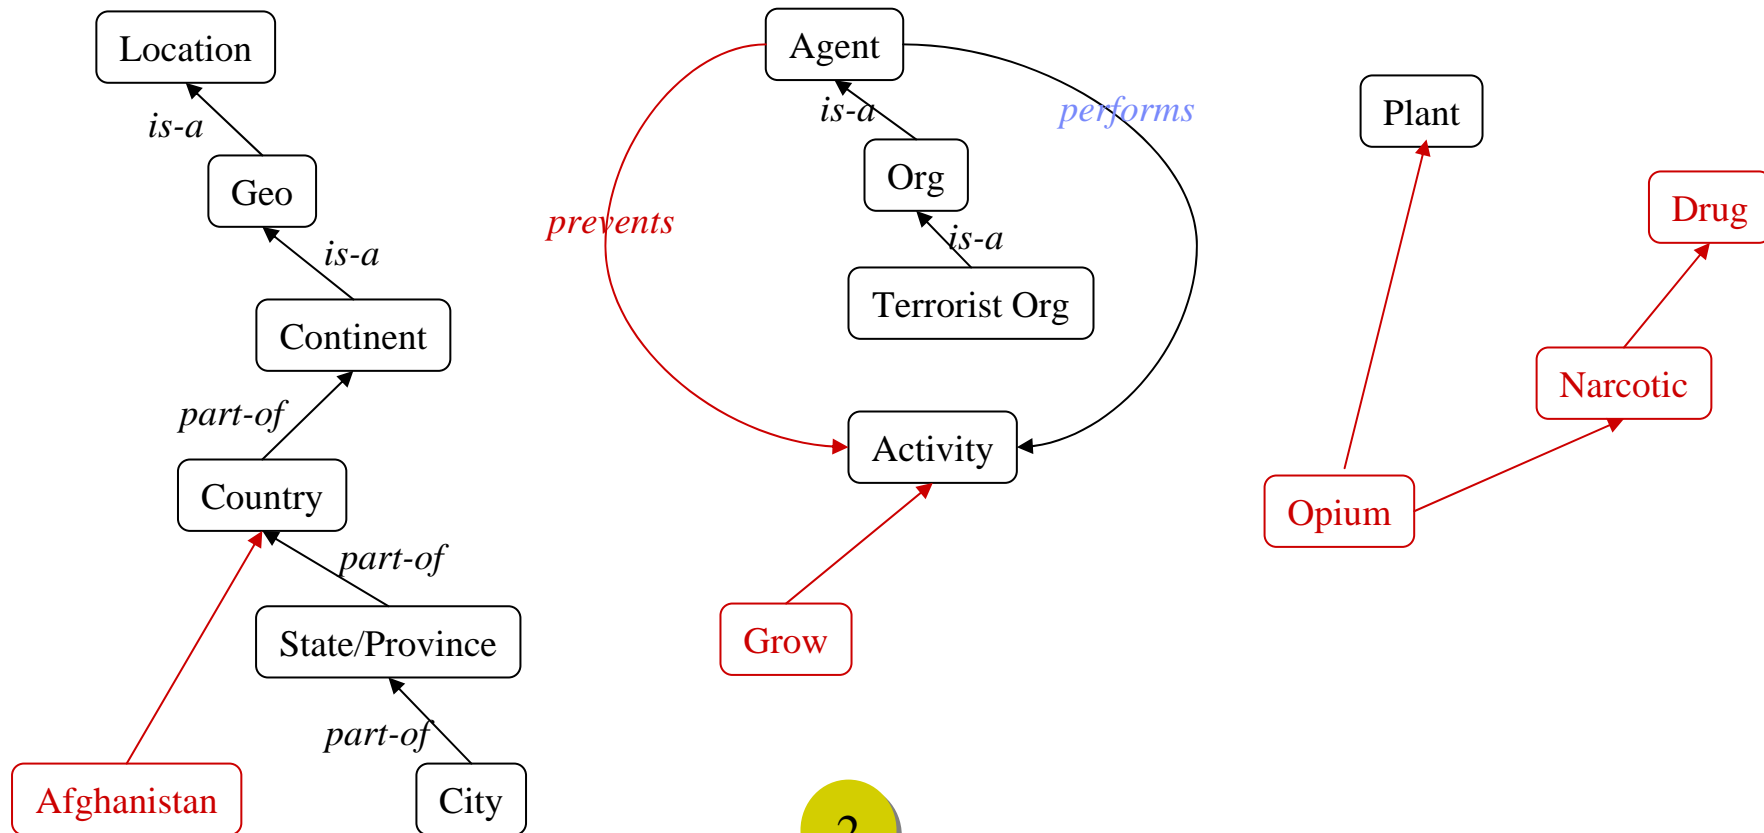 Location
is-a
Geo
is-a
Continent
part-of
Country
part-of
State/Province
part-of
Afghanistan
City
Agent
is-a
performs
Org
prevents
is-a
Terrorist Org
Activity
Grow
2
Plant
Drug
Narcotic
Opium